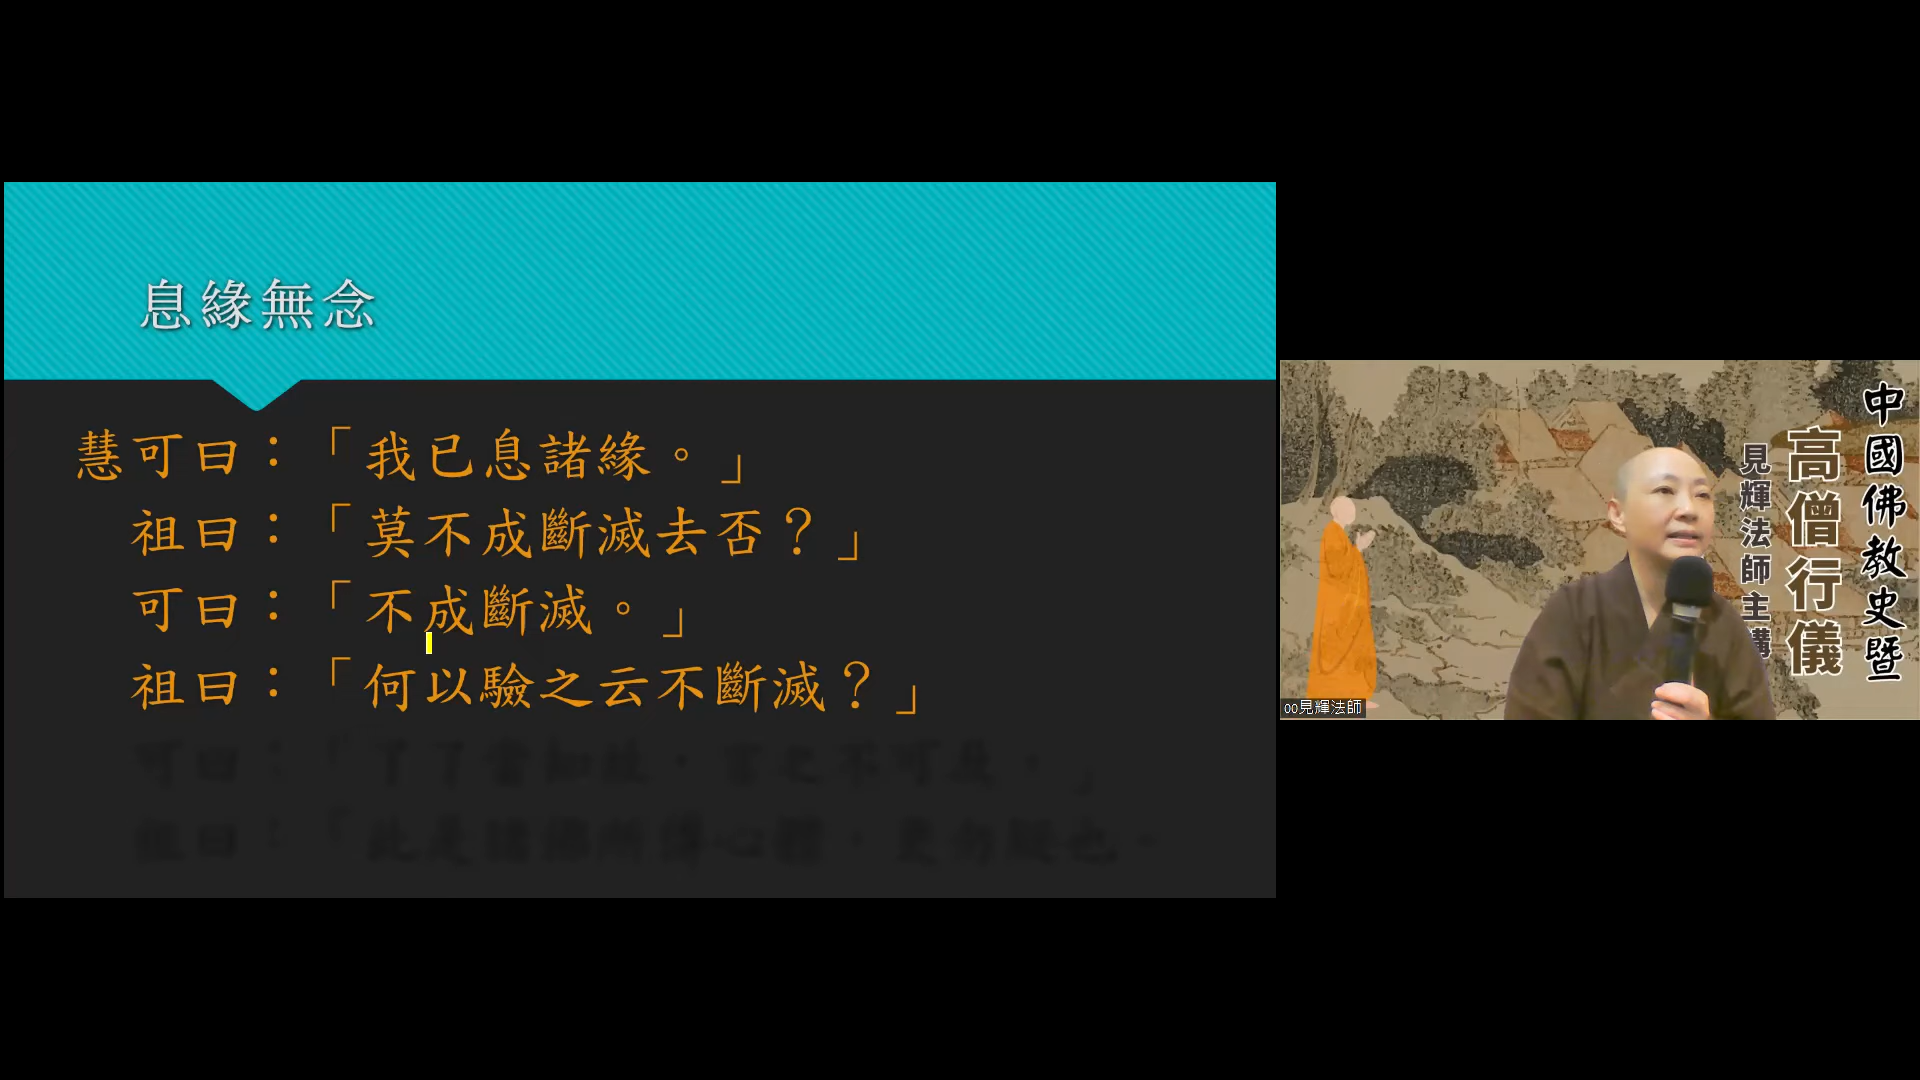 息緣無念
慧可曰：「我已息諸緣。」
祖曰：「莫不成斷滅去否？」
可曰：「不成斷滅。」
祖曰：「何以驗之云不斷滅？」
中國佛教史暨
高僧行儀
見輝法師主講
oo見輝法師